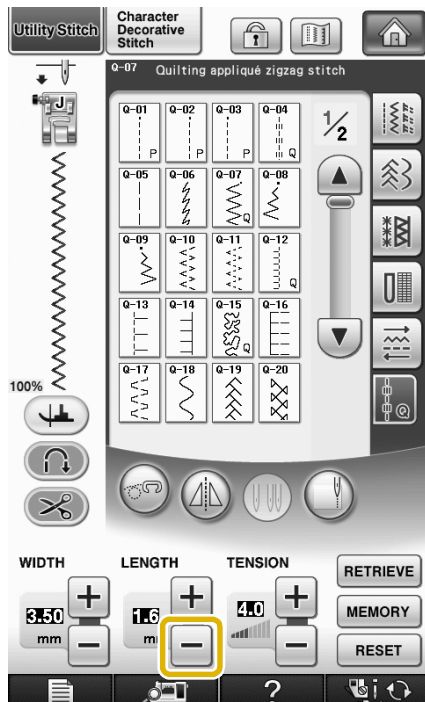 Utility Stitch
Character
Decorative
Stitch
Q-07 Quilting appliqué zigzag stitch
J
Q-01 Q-02 Q-03 Q-04
P P P Q
1/2
Q-05 Q-06 Q-07 Q-08
Q
Q-09 Q-10 Q-11 Q-12
Q
Q-13 Q-14 Q-15 Q-16
Q
Q-17 Q-18 Q-19 Q-20
Q
100%
WIDTH LENGTH TENSION
RETRIEVE
3.50 1.6 4.0
mm
MEMORY
RESET
?
i